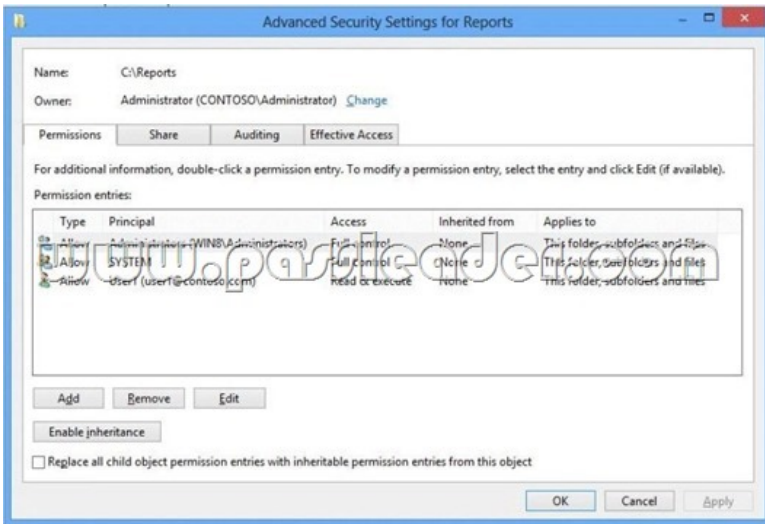 Advanced Security Settings for Reports
Name: C:\Reports
Owner: Administrator (CONTOSO\Administrator) Change
Permissions Share Auditing Effective Access
For additional information, double-click a permission entry. To modify a permission entry, select the entry and click Edit (if available).
Permission entries:
Type Principal Access Inherited from Applies to
Allow Administrators (WIN8\Administrators) Full control None This folder, subfolders and files
Allow SYSTEM Full control None This folder, subfolders and files
Allow User1 (user1@contoso.com) Read & execute None This folder, subfolders and files
www.passleader.com
Add Remove Edit
Enable inheritance
Replace all child object permission entries with inheritable permission entries from this object
OK Cancel Apply